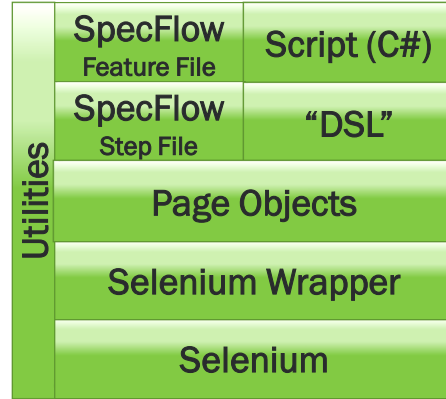 Utilities
SpecFlow
Feature File
Script (C#)
SpecFlow
Step File
“DSL”
Page Objects
Selenium Wrapper
Selenium